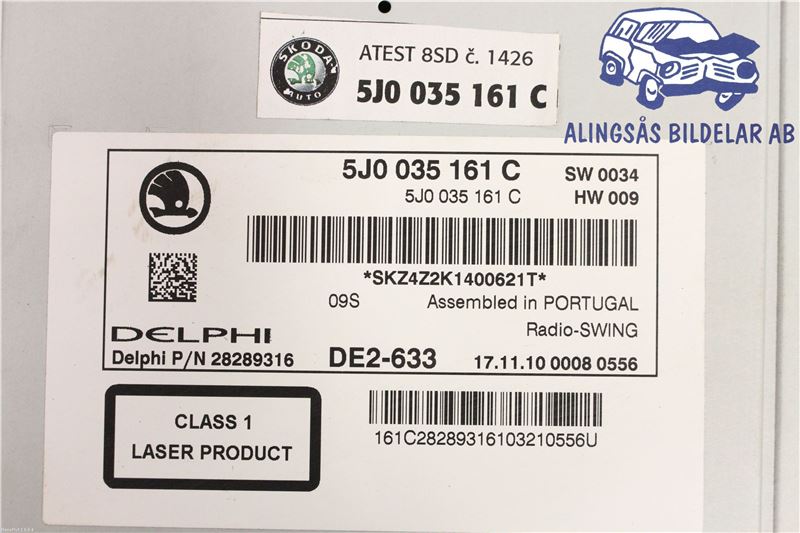 ŠKODA
AUTO
ATEST 8SD č. 1426
5J0 035 161 C
ALINGSÅS BILDELAR AB
5J0 035 161 C
SW 0034
5J0 035 161 C
HW 009
*SKZ4Z2K1400621T*
09S
Assembled in PORTUGAL
Radio-SWING
DELPHI
Delphi P/N 28289316
DE2-633
17.11.10 0008 0556
CLASS 1
LASER PRODUCT
161C28289316103210556U